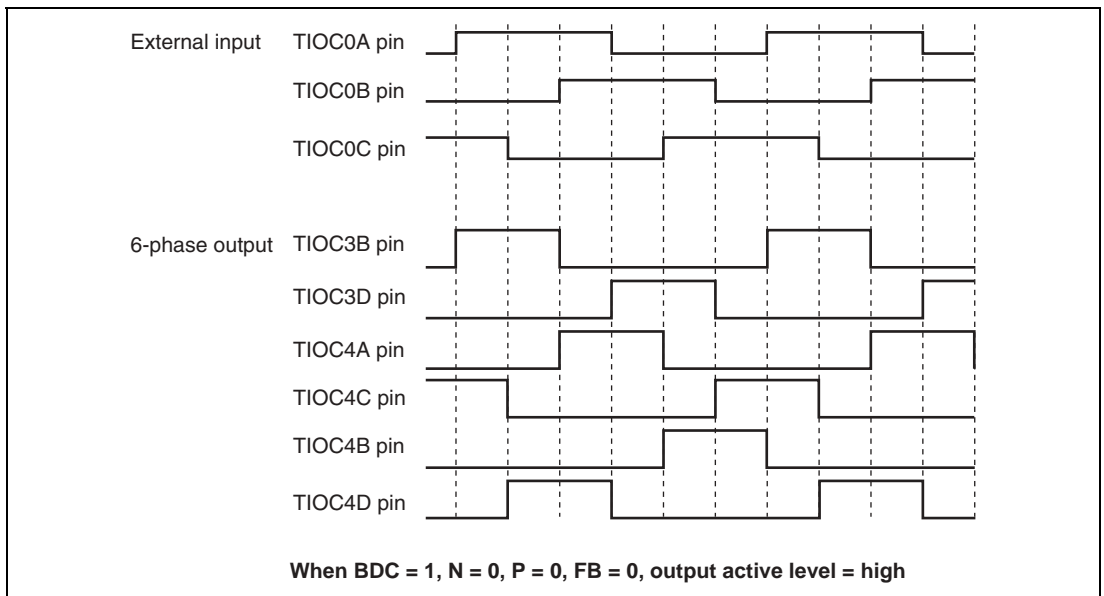 External input TIOC0A pin
TIOC0B pin
TIOC0C pin
6-phase output TIOC3B pin
TIOC3D pin
TIOC4A pin
TIOC4C pin
TIOC4B pin
TIOC4D pin
When BDC = 1, N = 0, P = 0, FB = 0, output active level = high